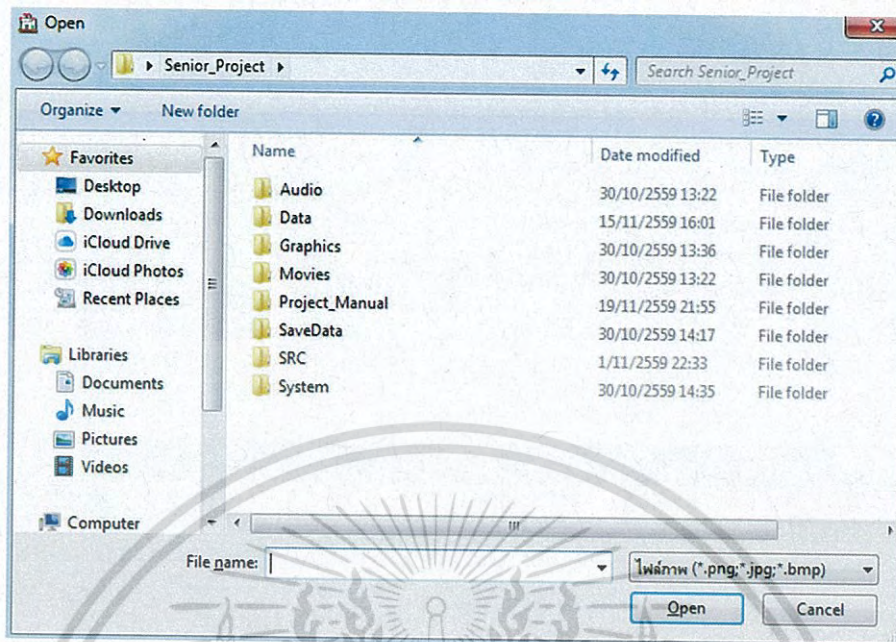 Open
Senior_Project
Search Senior_Project
Organize New folder
Name Date modified Type
Favorites
Desktop
Downloads
iCloud Drive
iCloud Photos
Recent Places
Libraries
Documents
Music
Pictures
Videos
Computer
Audio 30/10/2559 13:22 File folder
Data 15/11/2559 16:01 File folder
Graphics 30/10/2559 13:36 File folder
Movies 30/10/2559 13:22 File folder
Project_Manual 19/11/2559 21:55 File folder
SaveData 30/10/2559 14:17 File folder
SRC 1/11/2559 22:33 File folder
System 30/10/2559 14:35 File folder
File name: ไฟล์ภาพ (*.png;*.jpg;*.bmp)
Open Cancel